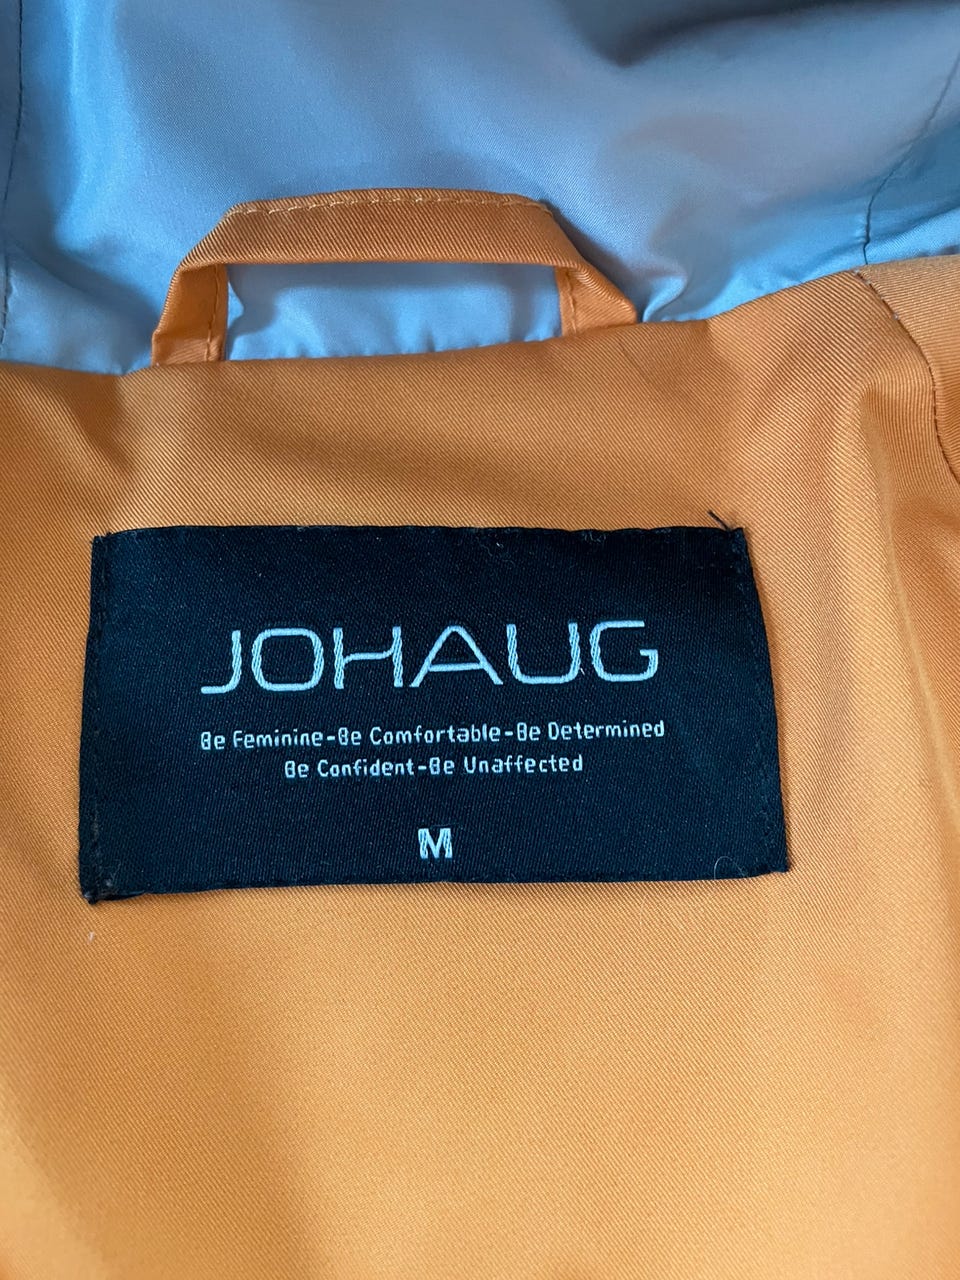 JOHAUG
Be Feminine-Be Comfortable-Be Determined
Be Confident-Be Unaffected
M